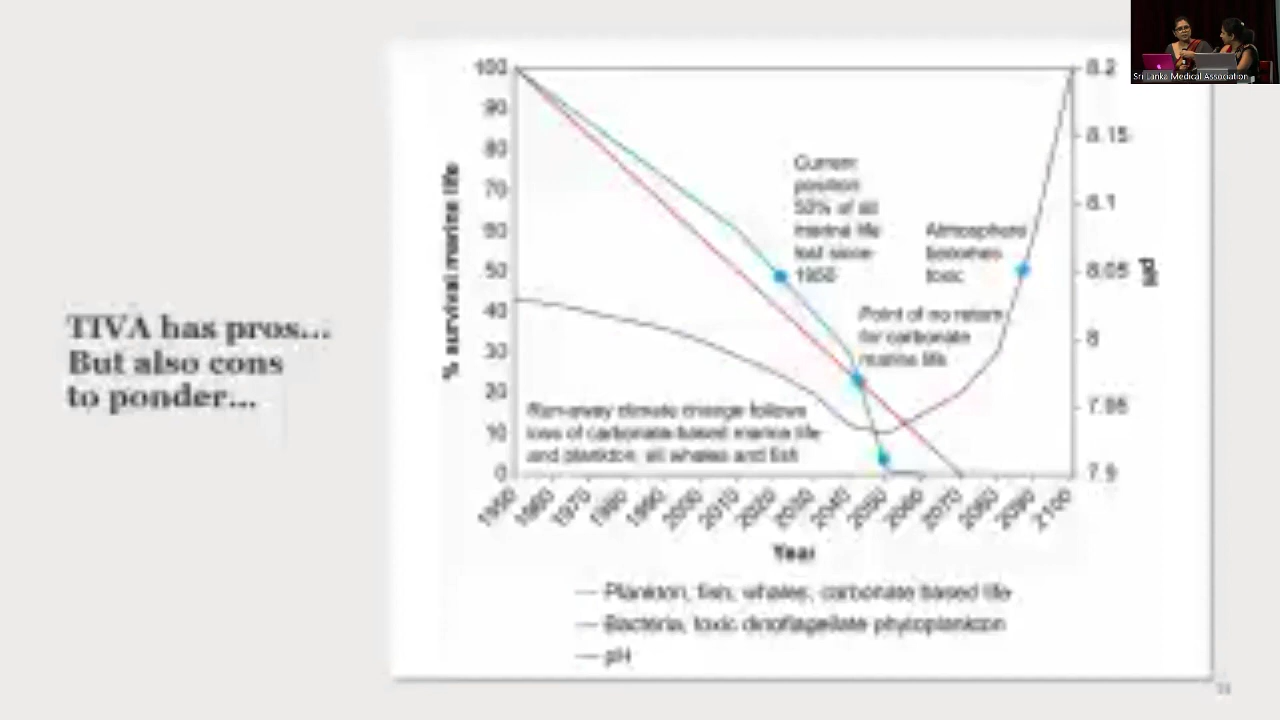 TIVA has pros...
But also cons
to ponder...
Sri Lanka Medical Association
% survival marine life
100
90
80
70
60
50
40
30
20
10
0
Current
position
50% of all
marine life
lost since
1950
Atmosphere
becomes
toxic
Point of no return
for carbonate
marine life
Run-away climate change follows
loss of carbonate-based marine life
and plankton, all whales and fish
8.2
8.15
8.1
8.05
8
7.95
7.9
pH
1950
1960
1970
1980
1990
2000
2010
2020
2030
2040
2050
2060
2070
2080
2090
2100
Year
Plankton, fish, whales, carbonate based life
Bacteria, toxic dinoflagellate phytoplankton
pH